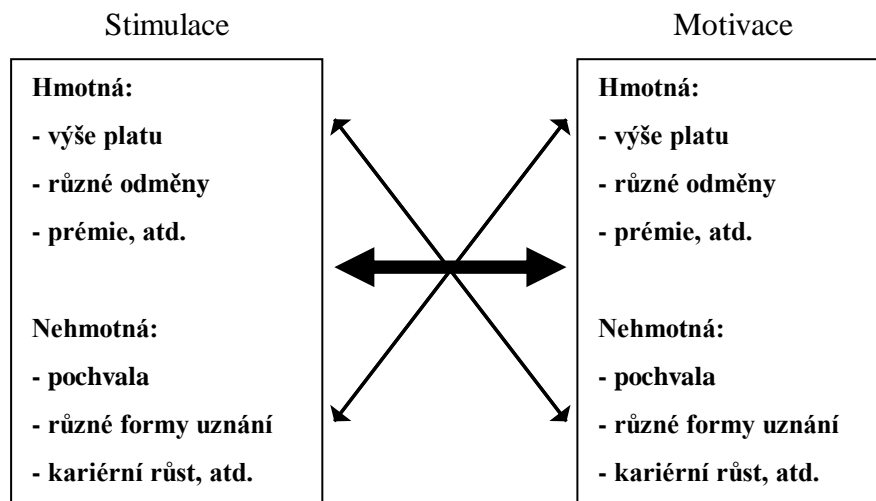 Stimulace
Hmotná:
- výše platu
- různé odměny
- prémie, atd.
Nehmotná:
- pochvala
- různé formy uznání
- kariérní růst, atd.
Motivace
Hmotná:
- výše platu
- různé odměny
- prémie, atd.
Nehmotná:
- pochvala
- různé formy uznání
- kariérní růst, atd.